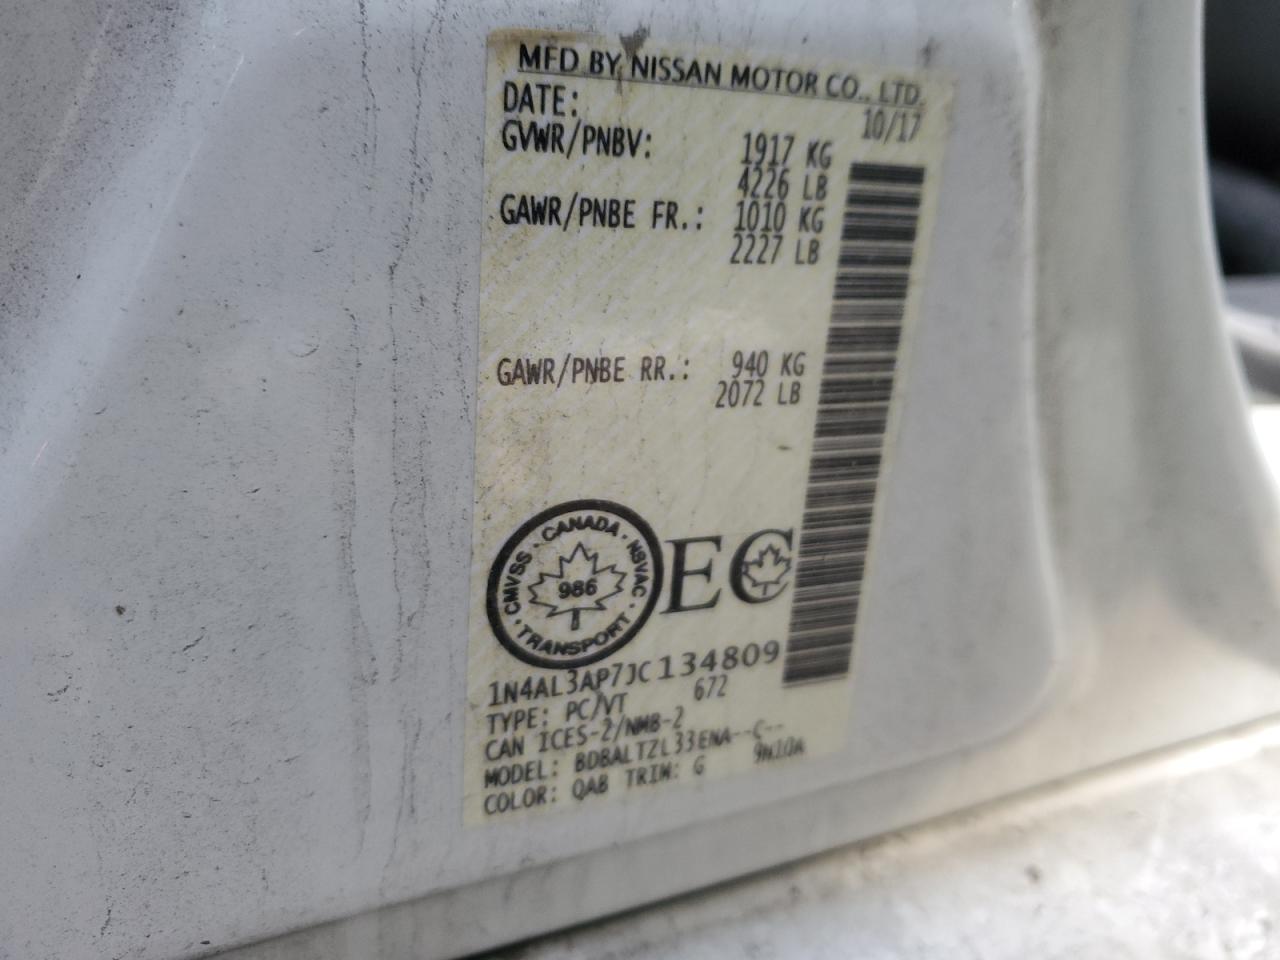 MFD BY NISSAN MOTOR CO., LTD.
DATE: 10/17
GVWR/PNBV: 1917 KG
4226 LB
GAWR/PNBE FR.: 1010 KG
2227 LB
GAWR/PNBE RR.: 940 KG
2072 LB
CMVSS · CANADA · NSVAC · TRANSPORT ·
986
EC
1N4AL3AP7JC134809
TYPE: PC/VT 672
CAN ICES-2/NMB-2
MODEL: BDBALTZL33ENA--C--
COLOR: QAB TRIM: G 9N10A